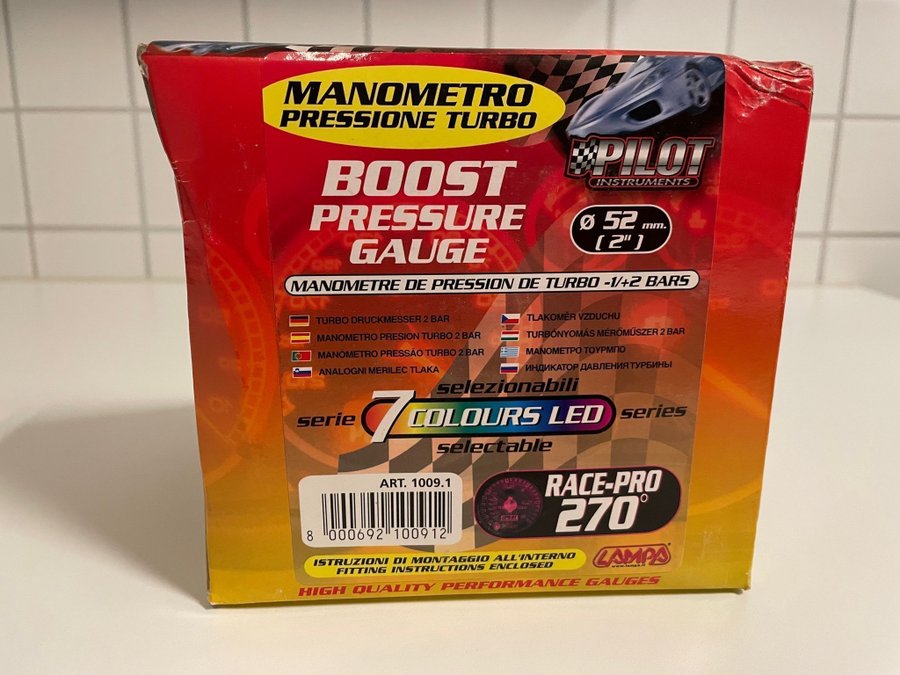 MANOMETRO
PRESSIONE TURBO
PILOT
INSTRUMENTS
BOOST
PRESSURE
GAUGE
Ø 52 mm.
(2")
MANOMETRE DE PRESSION DE TURBO -1/+2 BARS
TURBO DRUCKMESSER 2 BAR
MANOMETRO PRESION TURBO 2 BAR
MANOMETRO PRESSÃO TURBO 2 BAR
ANALOGNI MERILEC TLAKA
TLAKOMĚR VZDUCHU
TURBÓNYOMÁS MÉRŐMŰSZER 2 BAR
ΜΑΝΟΜΕΤΡΟ ΤΟΥΡΜΠΟ
ИНДИКАТОР ДАВЛЕНИЯ ТУРБИНЫ
selezionabili
serie 7 COLOURS LED series
selectable
ART. 1009.1
8 000692 100912
RACE-PRO
270°
ISTRUZIONI DI MONTAGGIO ALL'INTERNO
FITTING INSTRUCTIONS ENCLOSED
LAMPA
HIGH QUALITY PERFORMANCE GAUGES